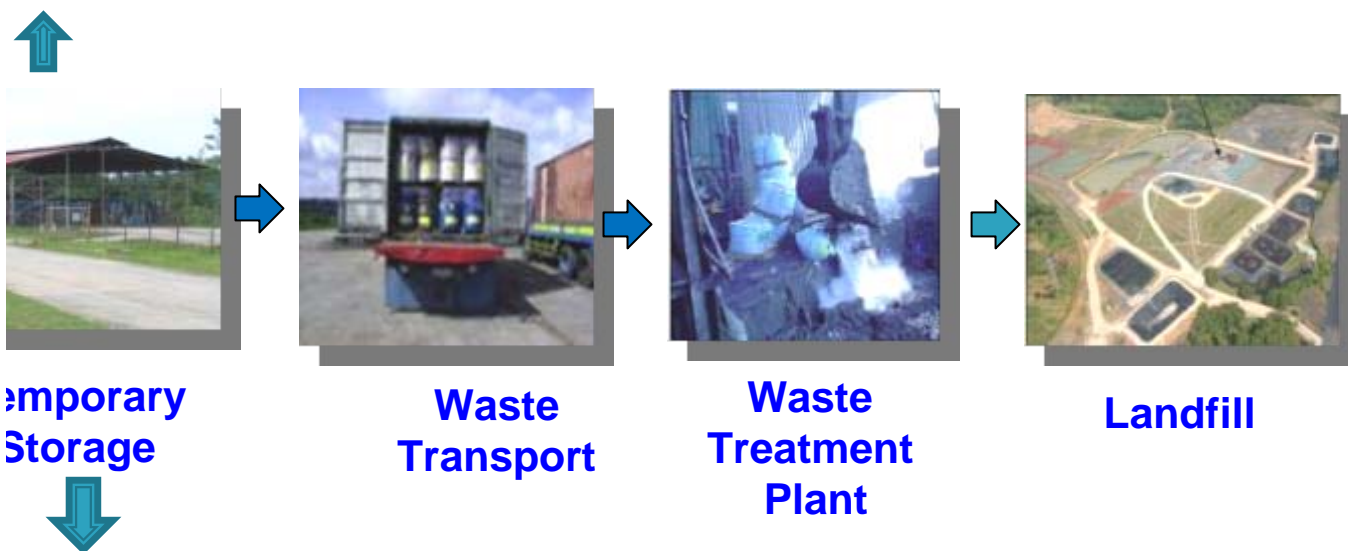 emporary
Storage
Waste
Transport
Waste
Treatment
Plant
Landfill